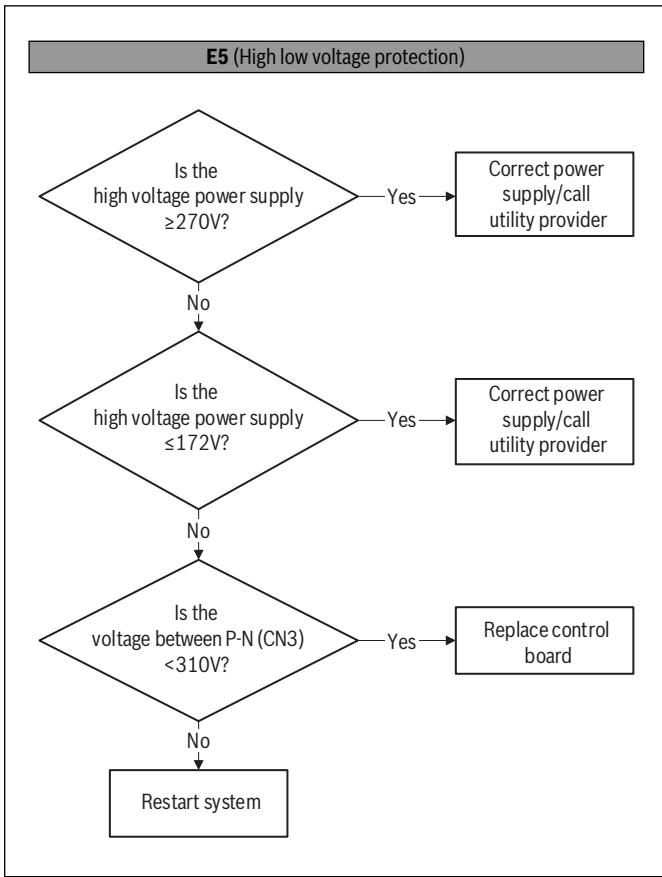 E5 (High low voltage protection)
Is the
high voltage power supply
≥270V?
Yes
Correct power
supply/call
utility provider
No
Is the
high voltage power supply
≤172V?
Yes
Correct power
supply/call
utility provider
No
Is the
voltage between P-N (CN3)
<310V?
Yes
Replace control
board
No
Restart system